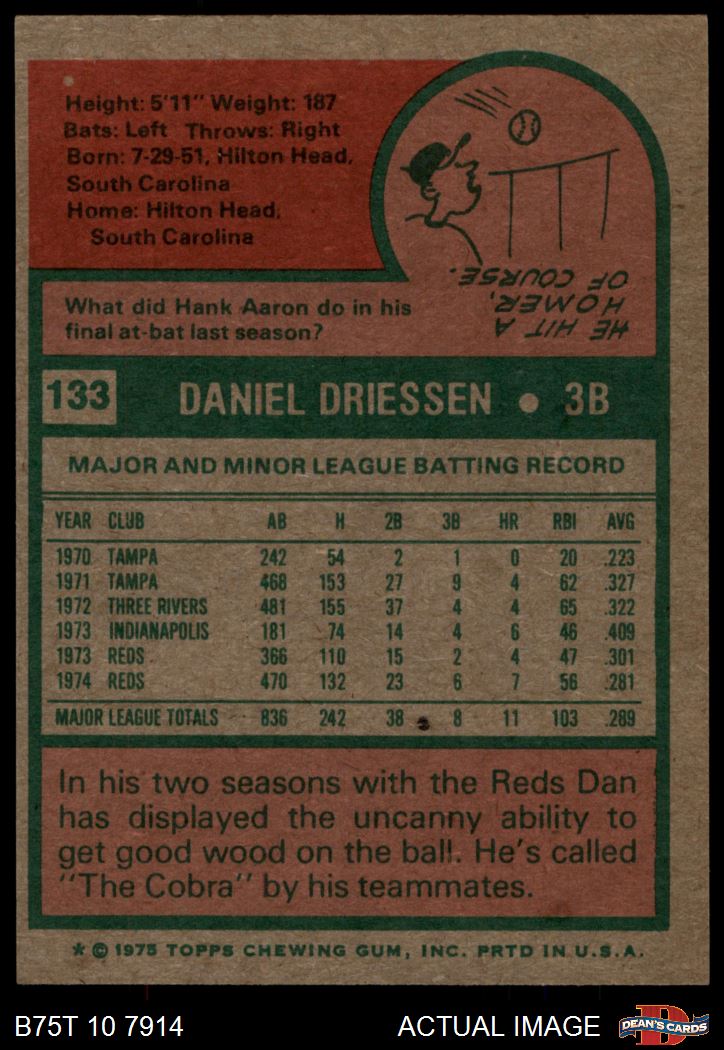 Height: 5'11" Weight: 187
Bats: Left Throws: Right
Born: 7-29-51, Hilton Head,
South Carolina
Home: Hilton Head,
South Carolina
What did Hank Aaron do in his
final at-bat last season?
HE HIT A
HOMER,
OF COURSE.
133 DANIEL DRIESSEN • 3B
MAJOR AND MINOR LEAGUE BATTING RECORD
YEAR CLUB AB H 2B 3B HR RBI AVG
1970 TAMPA 242 54 2 1 0 20 .223
1971 TAMPA 468 153 27 9 4 62 .327
1972 THREE RIVERS 481 155 37 4 4 65 .322
1973 INDIANAPOLIS 181 74 14 4 6 46 .409
1973 REDS 366 110 15 2 4 47 .301
1974 REDS 470 132 23 6 7 56 .281
MAJOR LEAGUE TOTALS 836 242 38 8 11 103 .289
In his two seasons with the Reds Dan
has displayed the uncanny ability to
get good wood on the ball. He's called
"The Cobra" by his teammates.
* © 1975 TOPPS CHEWING GUM, INC. PRTD IN U.S.A.
B75T 10 7914 ACTUAL IMAGE
D
DEAN'S CARDS